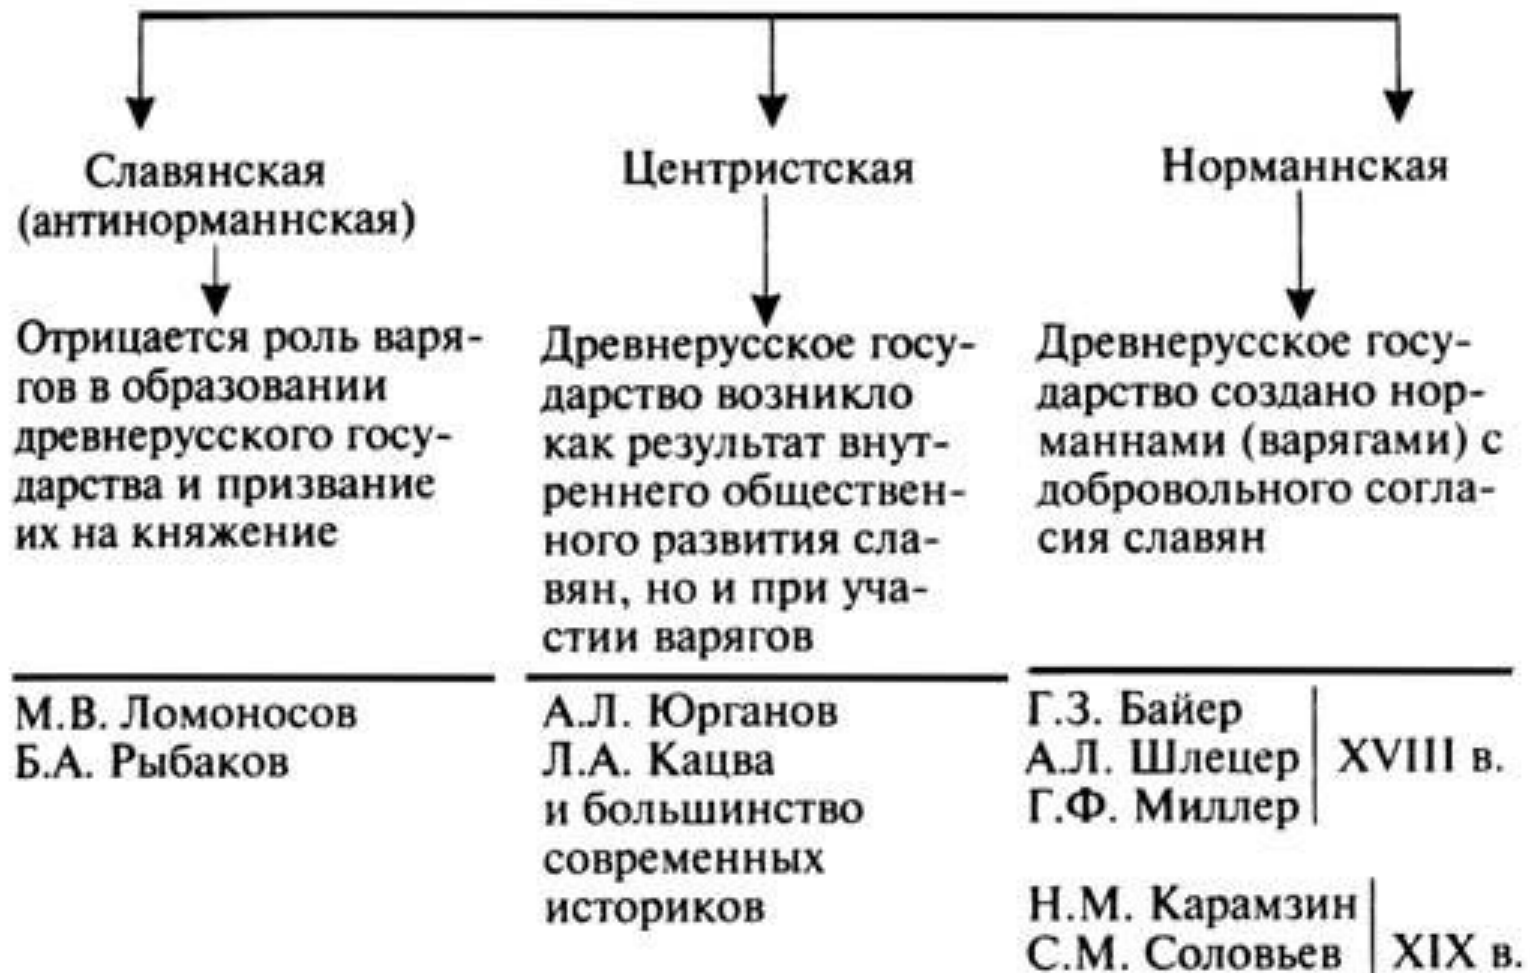 Славянская
(антинорманнская)
Отрицается роль варя-
гов в образовании
древнерусского госу-
дарства и призвание
их на княжение
М.В. Ломоносов
Б.А. Рыбаков
Центристская
Древнерусское госу-
дарство возникло
как результат внут-
реннего обществен-
ного развития сла-
вян, но и при уча-
стии варягов
А.Л. Юрганов
Л.А. Кацва
и большинство
современных
историков
Норманнская
Древнерусское госу-
дарство создано нор-
маннами (варягами) с
добровольного согла-
сия славян
Г.З. Байер
А.Л. Шлецер
Г.Ф. Миллер
XVIII в.
Н.М. Карамзин
С.М. Соловьев
XIX в.